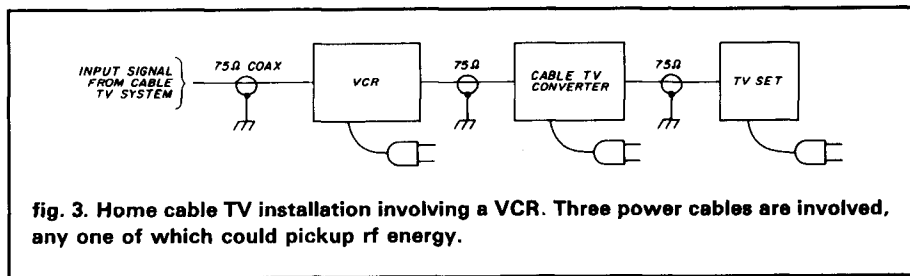 INPUT SIGNAL
FROM CABLE
TV SYSTEM
75Ω COAX
VCR
75Ω
CABLE TV
CONVERTER
75Ω
TV SET
fig. 3. Home cable TV installation involving a VCR. Three power cables are involved,
any one of which could pickup rf energy.